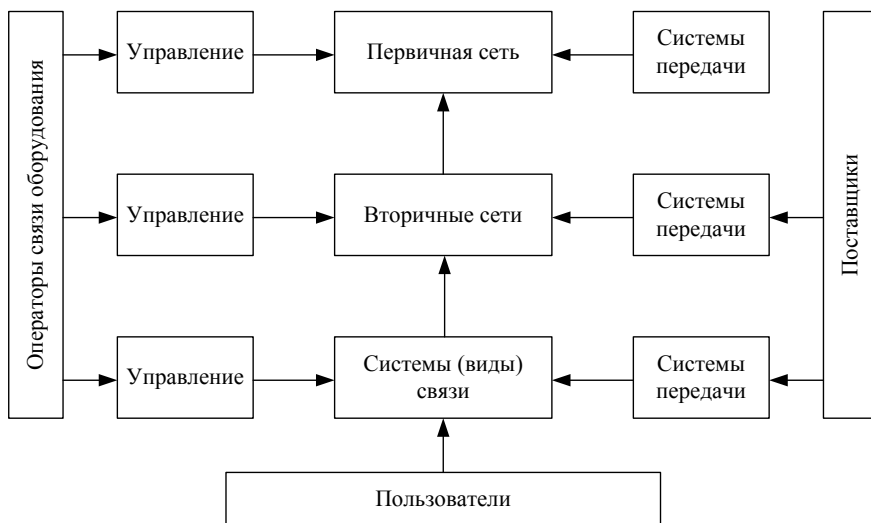 Операторы связи оборудования
Управление
Первичная сеть
Системы
передачи
Управление
Вторичные сети
Системы
передачи
Поставщики
Управление
Системы (виды)
связи
Системы
передачи
Пользователи